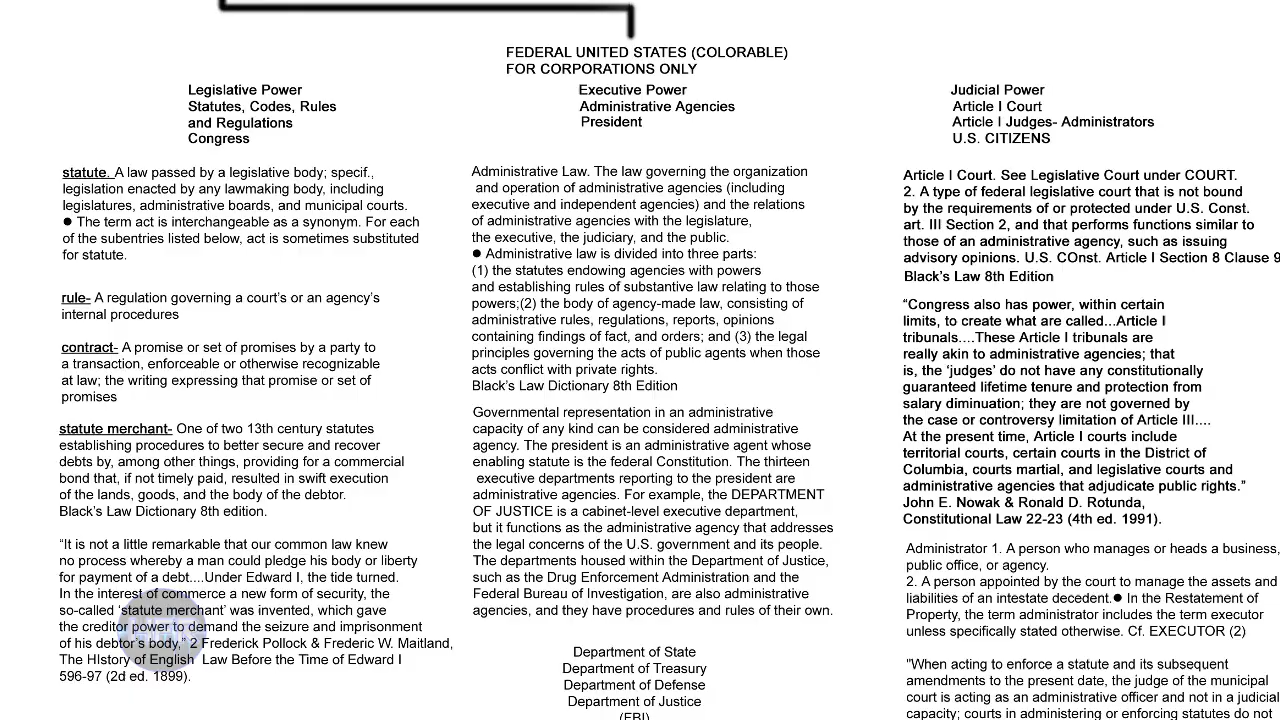 FEDERAL UNITED STATES (COLORABLE)
FOR CORPORATIONS ONLY
Legislative Power
Statutes, Codes, Rules
and Regulations
Congress
statute. A law passed by a legislative body; specif.,
legislation enacted by any lawmaking body, including
legislatures, administrative boards, and municipal courts.
● The term act is interchangeable as a synonym. For each
of the subentries listed below, act is sometimes substituted
for statute.
rule- A regulation governing a court's or an agency's
internal procedures
contract- A promise or set of promises by a party to
a transaction, enforceable or otherwise recognizable
at law; the writing expressing that promise or set of
promises
statute merchant- One of two 13th century statutes
establishing procedures to better secure and recover
debts by, among other things, providing for a commercial
bond that, if not timely paid, resulted in swift execution
of the lands, goods, and the body of the debtor.
Black's Law Dictionary 8th edition.
“It is not a little remarkable that our common law knew
no process whereby a man could pledge his body or liberty
for payment of a debt....Under Edward I, the tide turned.
In the interest of commerce a new form of security, the
so-called ‘statute merchant’ was invented, which gave
the creditor power to demand the seizure and imprisonment
of his debtor's body,” 2 Frederick Pollock & Frederic W. Maitland,
The HIstory of English Law Before the Time of Edward I
596-97 (2d ed. 1899).
Executive Power
Administrative Agencies
President
Administrative Law. The law governing the organization
and operation of administrative agencies (including
executive and independent agencies) and the relations
of administrative agencies with the legislature,
the executive, the judiciary, and the public.
● Administrative law is divided into three parts:
(1) the statutes endowing agencies with powers
and establishing rules of substantive law relating to those
powers;(2) the body of agency-made law, consisting of
administrative rules, regulations, reports, opinions
containing findings of fact, and orders; and (3) the legal
principles governing the acts of public agents when those
acts conflict with private rights.
Black's Law Dictionary 8th Edition
Governmental representation in an administrative
capacity of any kind can be considered administrative
agency. The president is an administrative agent whose
enabling statute is the federal Constitution. The thirteen
executive departments reporting to the president are
administrative agencies. For example, the DEPARTMENT
OF JUSTICE is a cabinet-level executive department,
but it functions as the administrative agency that addresses
the legal concerns of the U.S. government and its people.
The departments housed within the Department of Justice,
such as the Drug Enforcement Administration and the
Federal Bureau of Investigation, are also administrative
agencies, and they have procedures and rules of their own.
Department of State
Department of Treasury
Department of Defense
Department of Justice
(FBI)
Judicial Power
Article I Court
Article I Judges- Administrators
U.S. CITIZENS
Article I Court. See Legislative Court under COURT.
2. A type of federal legislative court that is not bound
by the requirements of or protected under U.S. Const.
art. III Section 2, and that performs functions similar to
those of an administrative agency, such as issuing
advisory opinions. U.S. COnst. Article I Section 8 Clause 9
Black's Law 8th Edition
“Congress also has power, within certain
limits, to create what are called...Article I
tribunals....These Article I tribunals are
really akin to administrative agencies; that
is, the ‘judges’ do not have any constitutionally
guaranteed lifetime tenure and protection from
salary diminuation; they are not governed by
the case or controversy limitation of Article III....
At the present time, Article I courts include
territorial courts, certain courts in the District of
Columbia, courts martial, and legislative courts and
administrative agencies that adjudicate public rights.”
John E. Nowak & Ronald D. Rotunda,
Constitutional Law 22-23 (4th ed. 1991).
Administrator 1. A person who manages or heads a business,
public office, or agency.
2. A person appointed by the court to manage the assets and
liabilities of an intestate decedent.● In the Restatement of
Property, the term administrator includes the term executor
unless specifically stated otherwise. Cf. EXECUTOR (2)
"When acting to enforce a statute and its subsequent
amendments to the present date, the judge of the municipal
court is acting as an administrative officer and not in a judicial
capacity; courts in administering or enforcing statutes do not